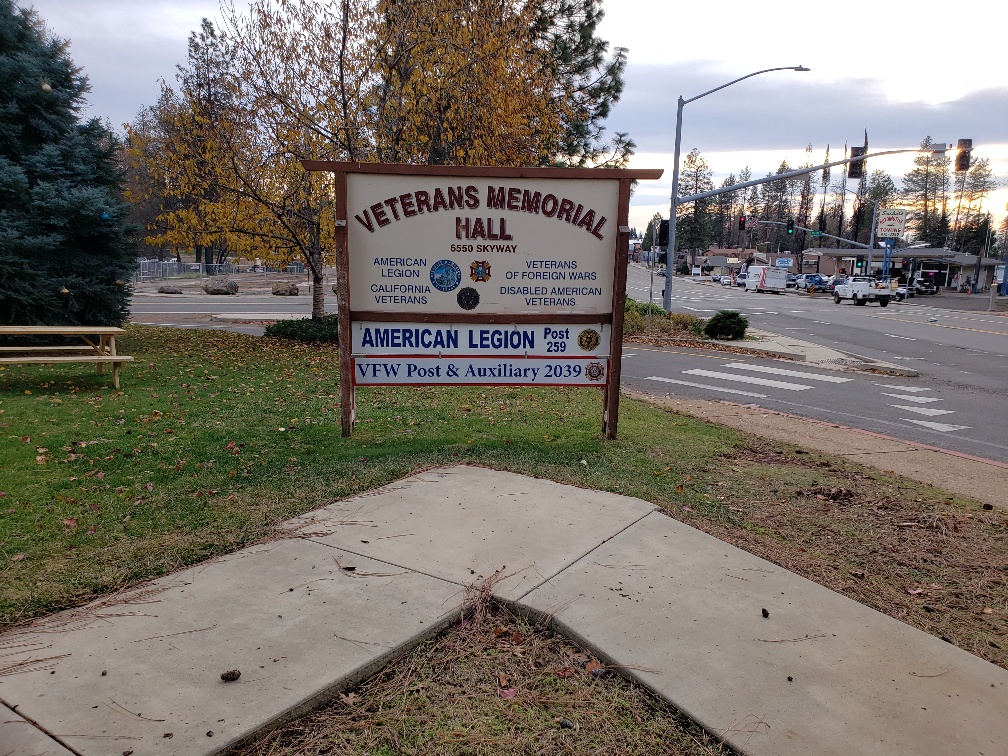 VETERANS MEMORIAL
HALL
6550 SKYWAY
AMERICAN
LEGION
VETERANS
OF FOREIGN WARS
CALIFORNIA
VETERANS
DISABLED AMERICAN
VETERANS
AMERICAN LEGION Post
259
VFW Post & Auxiliary 2039
TOWING